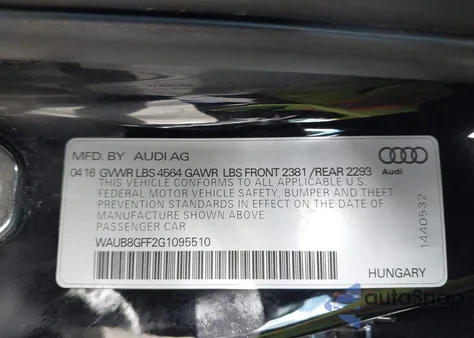 MFD. BY AUDI AG
04 16 GVWR LBS 4564 GAWR LBS FRONT 2381 /REAR 2293
THIS VEHICLE CONFORMS TO ALL APPLICABLE U.S.
FEDERAL MOTOR VEHICLE SAFETY, BUMPER AND THEFT
PREVENTION STANDARDS IN EFFECT ON THE DATE OF
MANUFACTURE SHOWN ABOVE
PASSENGER CAR
WAUB8GFF2G1095510
HUNGARY
Audi
1440532
autoSnap